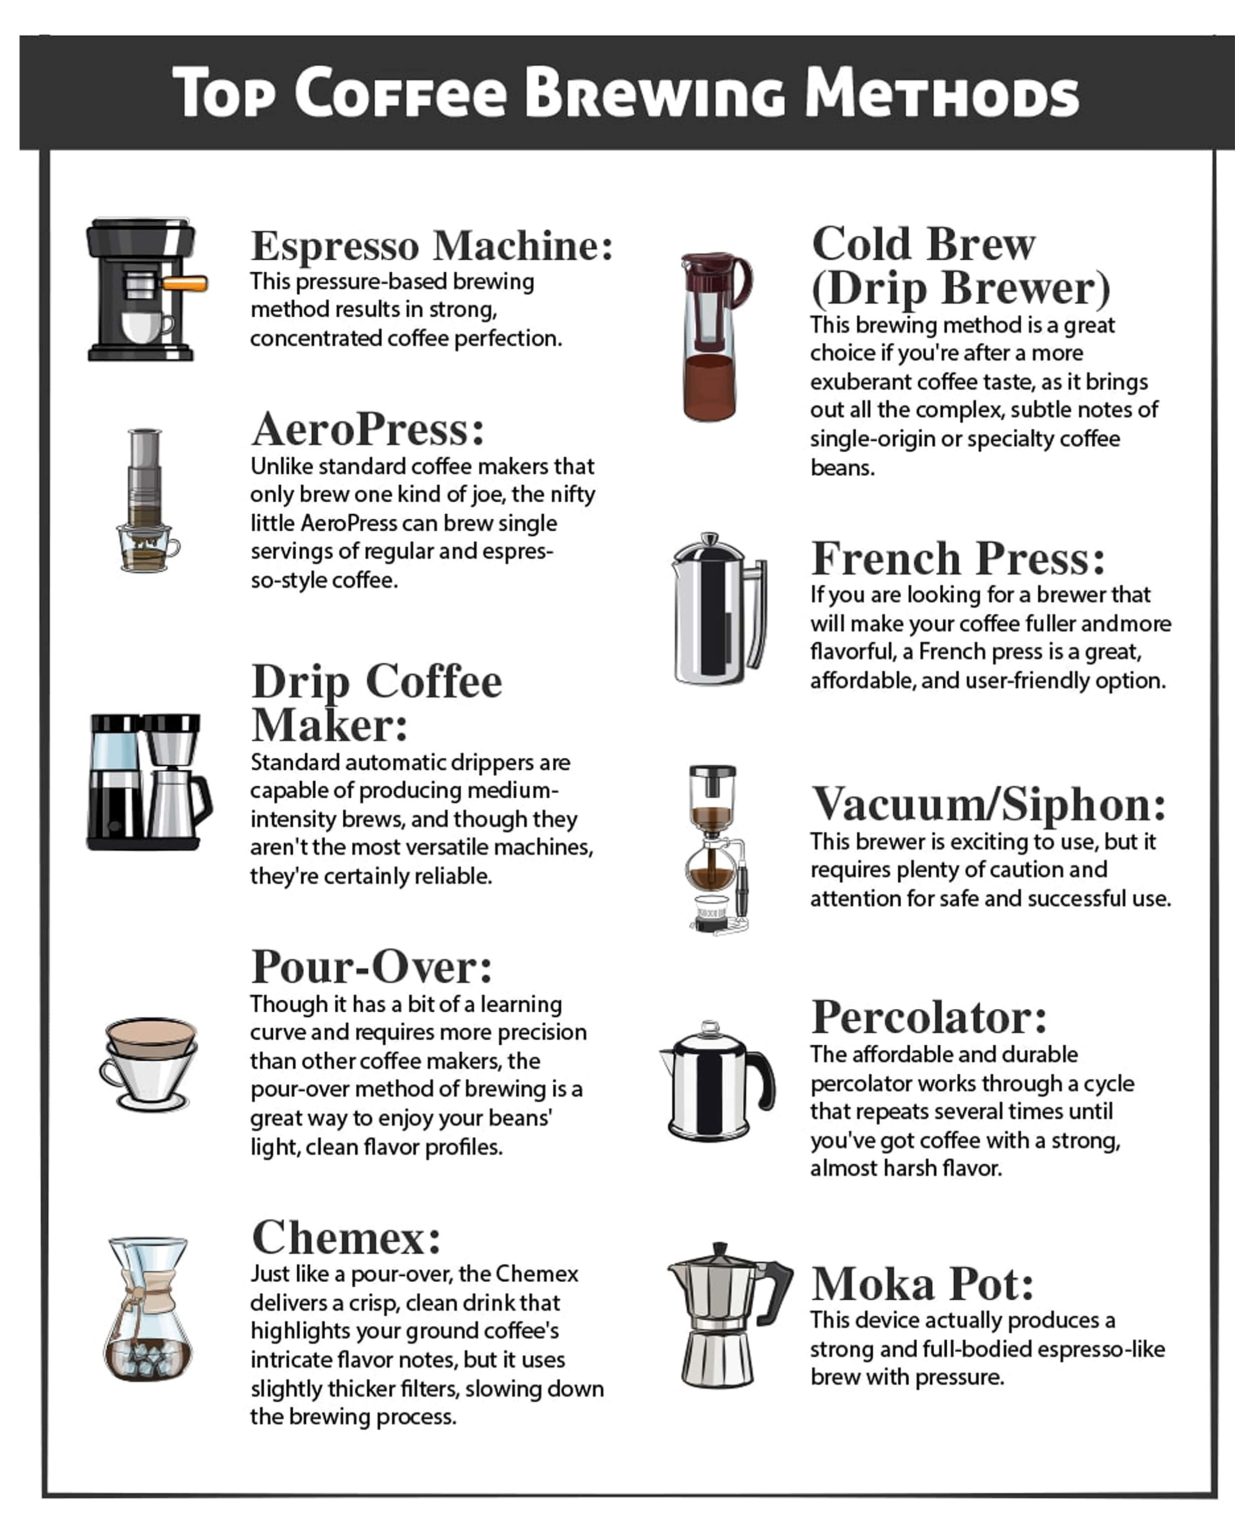 Top Coffee Brewing Methods
Espresso Machine:
This pressure-based brewing
method results in strong,
concentrated coffee perfection.
AeroPress:
Unlike standard coffee makers that
only brew one kind of joe, the nifty
little AeroPress can brew single
servings of regular and espres-
so-style coffee.
Drip Coffee
Maker:
Standard automatic drippers are
capable of producing medium-
intensity brews, and though they
aren't the most versatile machines,
they're certainly reliable.
Pour-Over:
Though it has a bit of a learning
curve and requires more precision
than other coffee makers, the
pour-over method of brewing is a
great way to enjoy your beans'
light, clean flavor profiles.
Chemex:
Just like a pour-over, the Chemex
delivers a crisp, clean drink that
highlights your ground coffee's
intricate flavor notes, but it uses
slightly thicker filters, slowing down
the brewing process.
Cold Brew
(Drip Brewer)
This brewing method is a great
choice if you're after a more
exuberant coffee taste, as it brings
out all the complex, subtle notes of
single-origin or specialty coffee
beans.
French Press:
If you are looking for a brewer that
will make your coffee fuller andmore
flavorful, a French press is a great,
affordable, and user-friendly option.
Vacuum/Siphon:
This brewer is exciting to use, but it
requires plenty of caution and
attention for safe and successful use.
Percolator:
The affordable and durable
percolator works through a cycle
that repeats several times until
you've got coffee with a strong,
almost harsh flavor.
Moka Pot:
This device actually produces a
strong and full-bodied espresso-like
brew with pressure.